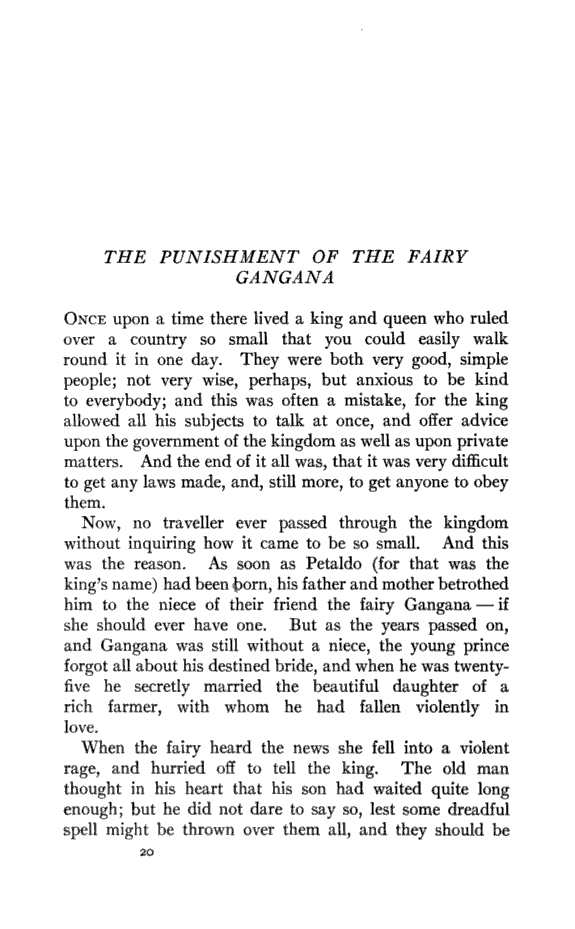 THE PUNISHMENT OF THE FAIRY
GANGANA
ONCE upon a time there lived a king and queen who ruled
over a country so small that you could easily walk
round it in one day. They were both very good, simple
people; not very wise, perhaps, but anxious to be kind
to everybody; and this was often a mistake, for the king
allowed all his subjects to talk at once, and offer advice
upon the government of the kingdom as well as upon private
matters. And the end of it all was, that it was very difficult
to get any laws made, and, still more, to get anyone to obey
them.
Now, no traveller ever passed through the kingdom
without inquiring how it came to be so small. And this
was the reason. As soon as Petaldo (for that was the
king's name) had been born, his father and mother betrothed
him to the niece of their friend the fairy Gangana — if
she should ever have one. But as the years passed on,
and Gangana was still without a niece, the young prince
forgot all about his destined bride, and when he was twenty-
five he secretly married the beautiful daughter of a
rich farmer, with whom he had fallen violently in
love.
When the fairy heard the news she fell into a violent
rage, and hurried off to tell the king. The old man
thought in his heart that his son had waited quite long
enough; but he did not dare to say so, lest some dreadful
spell might be thrown over them all, and they should be
20